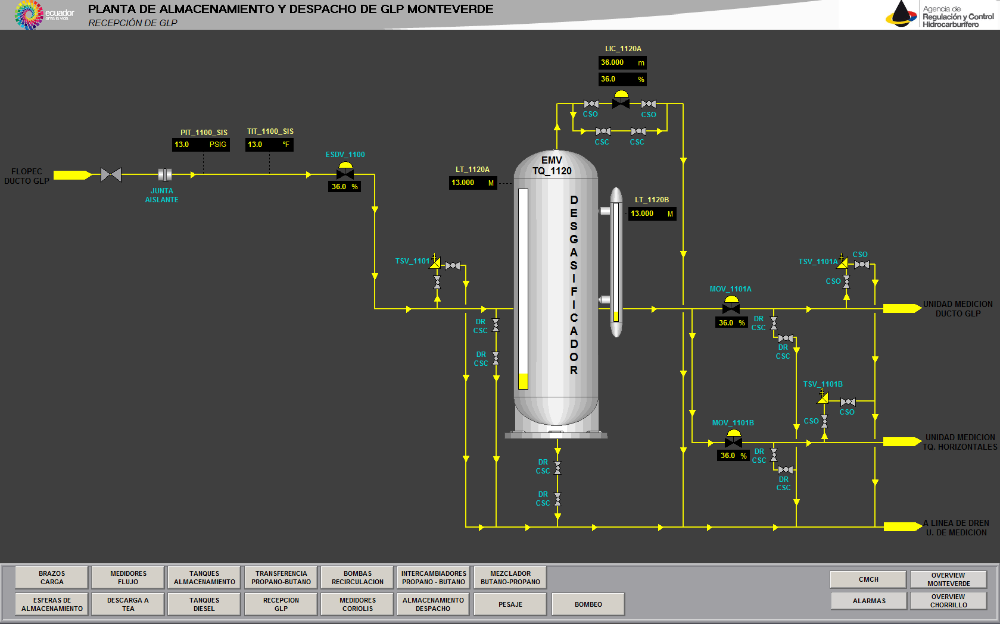 ecuador
ama la vida
PLANTA DE ALMACENAMIENTO Y DESPACHO DE GLP MONTEVERDE
RECEPCIÓN DE GLP
Agencia de
Regulación y Control
Hidrocarburífero
LIC_1120A
36.000 m
36.0 %
CSO
CSO
CSC
CSC
PIT_1100_SIS
13.0 PSIG
TIT_1100_SIS
13.0 ºF
ESDV_1100
36.0 %
FLOPEC
DUCTO GLP
JUNTA
AISLANTE
LT_1120A
13.000 M
EMV
TQ_1120
DESGASIFICADOR
LT_1120B
13.000 M
TSV_1101
DR
CSC
DR
CSC
DR
CSC
DR
CSC
MOV_1101A
36.0 %
DR
CSC
DR
CSC
TSV_1101A
CSO
CSO
UNIDAD MEDICION
DUCTO GLP
TSV_1101B
CSO
CSO
MOV_1101B
36.0 %
DR
CSC
DR
CSC
UNIDAD MEDICION
TQ. HORIZONTALES
A LINEA DE DREN
U. DE MEDICION
BRAZOS
CARGA
MEDIDORES
FLUJO
TANQUES
ALMACENAMIENTO
TRANSFERENCIA
PROPANO-BUTANO
BOMBAS
RECIRCULACION
INTERCAMBIADORES
PROPANO - BUTANO
MEZCLADOR
BUTANO-PROPANO
CMCH
OVERVIEW
MONTEVERDE
ESFERAS DE
ALMACENAMIENTO
DESCARGA A
TEA
TANQUES
DIESEL
RECEPCION
GLP
MEDIDORES
CORIOLIS
ALMACENAMIENTO
DESPACHO
PESAJE
BOMBEO
ALARMAS
OVERVIEW
CHORRILLO